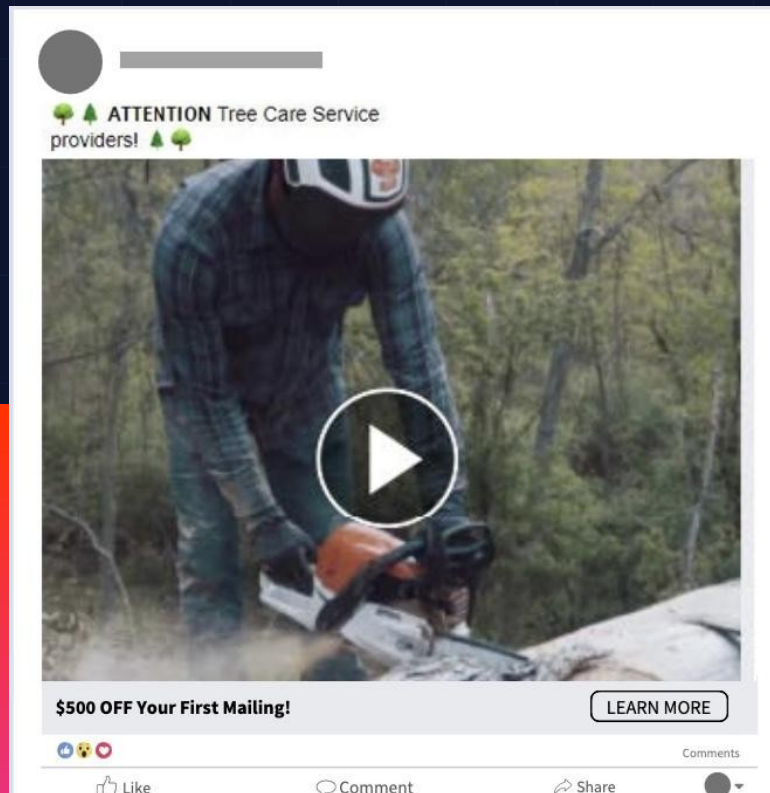 🌳🌲 ATTENTION Tree Care Service
providers! 🌲🌳
$500 OFF Your First Mailing!
LEARN MORE
Comments
Like
Comment
Share